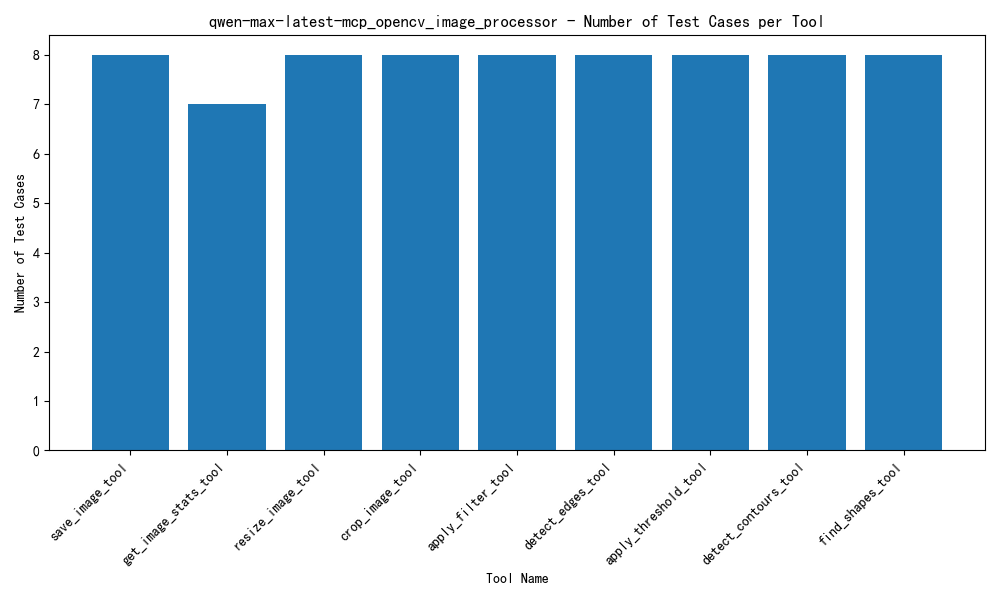 qwen-max-latest-mcp_opencv_image_processor - Number of Test Cases per Tool
Number of Test Cases
8
7
6
5
4
3
2
1
0
save_image_tool
get_image_stats_tool
resize_image_tool
crop_image_tool
apply_filter_tool
detect_edges_tool
apply_threshold_tool
detect_contours_tool
find_shapes_tool
Tool Name